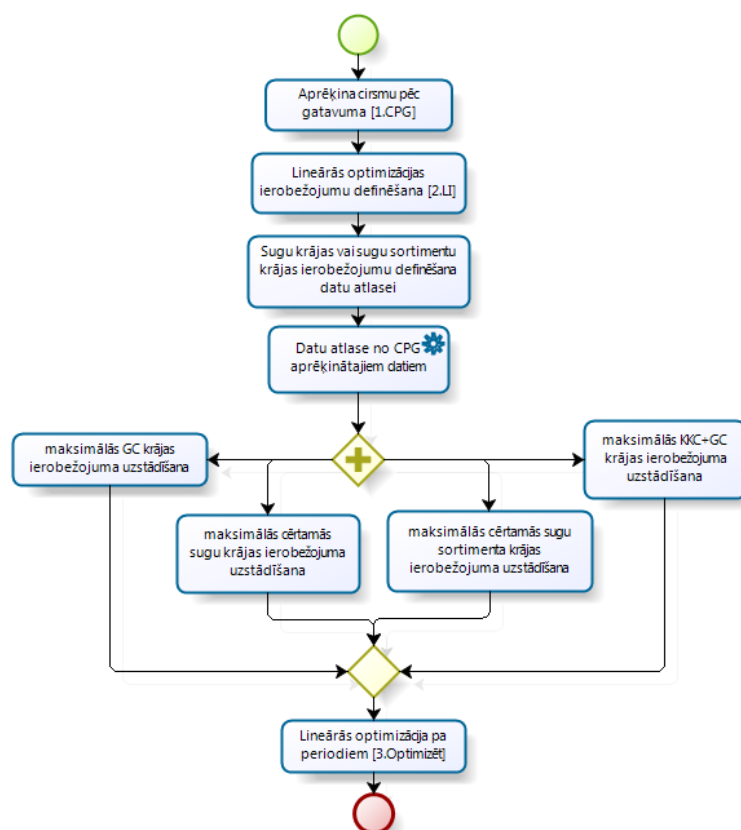 Aprēķina cirsmu pēc
gatavuma [1.CPG]
Lineārās optimizācijas
ierobežojumu definēšana [2.LI]
Sugu krājas vai sugu sortimentu
krājas ierobežojumu definēšana
datu atlasei
Datu atlase no CPG
aprēķinātajiem datiem
maksimālās GC krājas
ierobežojuma uzstādīšana
maksimālās KKC+GC
krājas ierobežojuma
uzstādīšana
maksimālās cērtamās
sugu krājas ierobežojuma
uzstādīšana
maksimālās cērtamās sugu
sortimenta krājas
ierobežojuma uzstādīšana
Lineārās optimizācija pa
periodiem [3.Optimizēt]